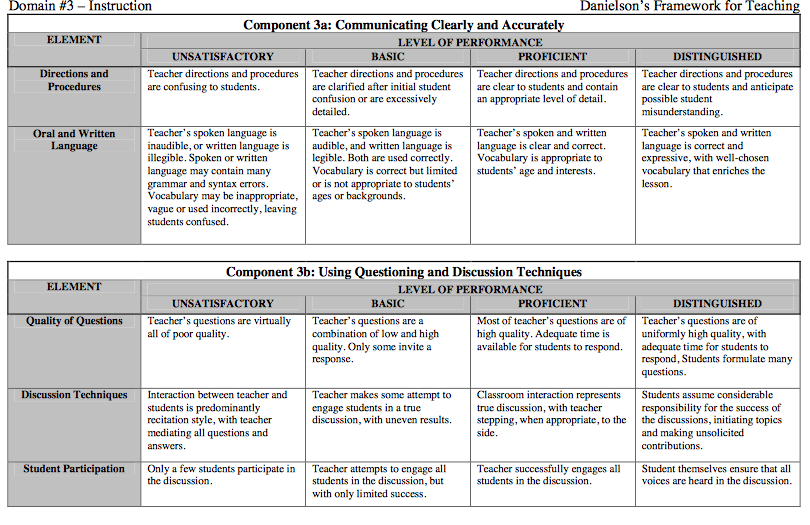 Domain #3 – Instruction Danielson's Framework for Teaching
Component 3a: Communicating Clearly and Accurately
ELEMENT
LEVEL OF PERFORMANCE
UNSATISFACTORY BASIC PROFICIENT DISTINGUISHED
Directions and
Procedures
Teacher directions and procedures
are confusing to students.
Teacher directions and procedures
are clarified after initial student
confusion or are excessively
detailed.
Teacher directions and procedures
are clear to students and contain
an appropriate level of detail.
Teacher directions and procedures
are clear to students and anticipate
possible student
misunderstanding.
Oral and Written
Language
Teacher's spoken language is
inaudible, or written language is
illegible. Spoken or written
language may contain many
grammar and syntax errors.
Vocabulary may be inappropriate,
vague or used incorrectly, leaving
students confused.
Teacher's spoken language is
audible, and written language is
legible. Both are used correctly.
Vocabulary is correct but limited
or is not appropriate to students'
ages or backgrounds.
Teacher's spoken and written
language is clear and correct.
Vocabulary is appropriate to
students' age and interests.
Teacher's spoken and written
language is correct and
expressive, with well-chosen
vocabulary that enriches the
lesson.
Component 3b: Using Questioning and Discussion Techniques
ELEMENT
LEVEL OF PERFORMANCE
UNSATISFACTORY BASIC PROFICIENT DISTINGUISHED
Quality of Questions
Teacher's questions are virtually
all of poor quality.
Teacher's questions are a
combination of low and high
quality. Only some invite a
response.
Most of teacher's questions are of
high quality. Adequate time is
available for students to respond.
Teacher's questions are of
uniformly high quality, with
adequate time for students to
respond, Students formulate many
questions.
Discussion Techniques
Interaction between teacher and
students is predominantly
recitation style, with teacher
mediating all questions and
answers.
Teacher makes some attempt to
engage students in a true
discussion, with uneven results.
Classroom interaction represents
true discussion, with teacher
stepping, when appropriate, to the
side.
Students assume considerable
responsibility for the success of
the discussions, initiating topics
and making unsolicited
contributions.
Student Participation
Only a few students participate in
the discussion.
Teacher attempts to engage all
students in the discussion, but
with only limited success.
Teacher successfully engages all
students in the discussion.
Student themselves ensure that all
voices are heard in the discussion.